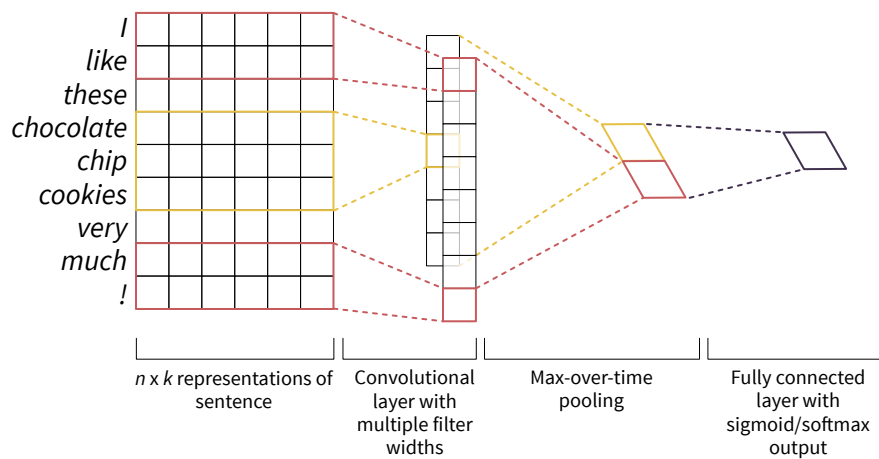 I
like
these
chocolate
chip
cookies
very
much
!
n x k representations of
sentence
Convolutional
layer with
multiple filter
widths
Max-over-time
pooling
Fully connected
layer with
sigmoid/softmax
output